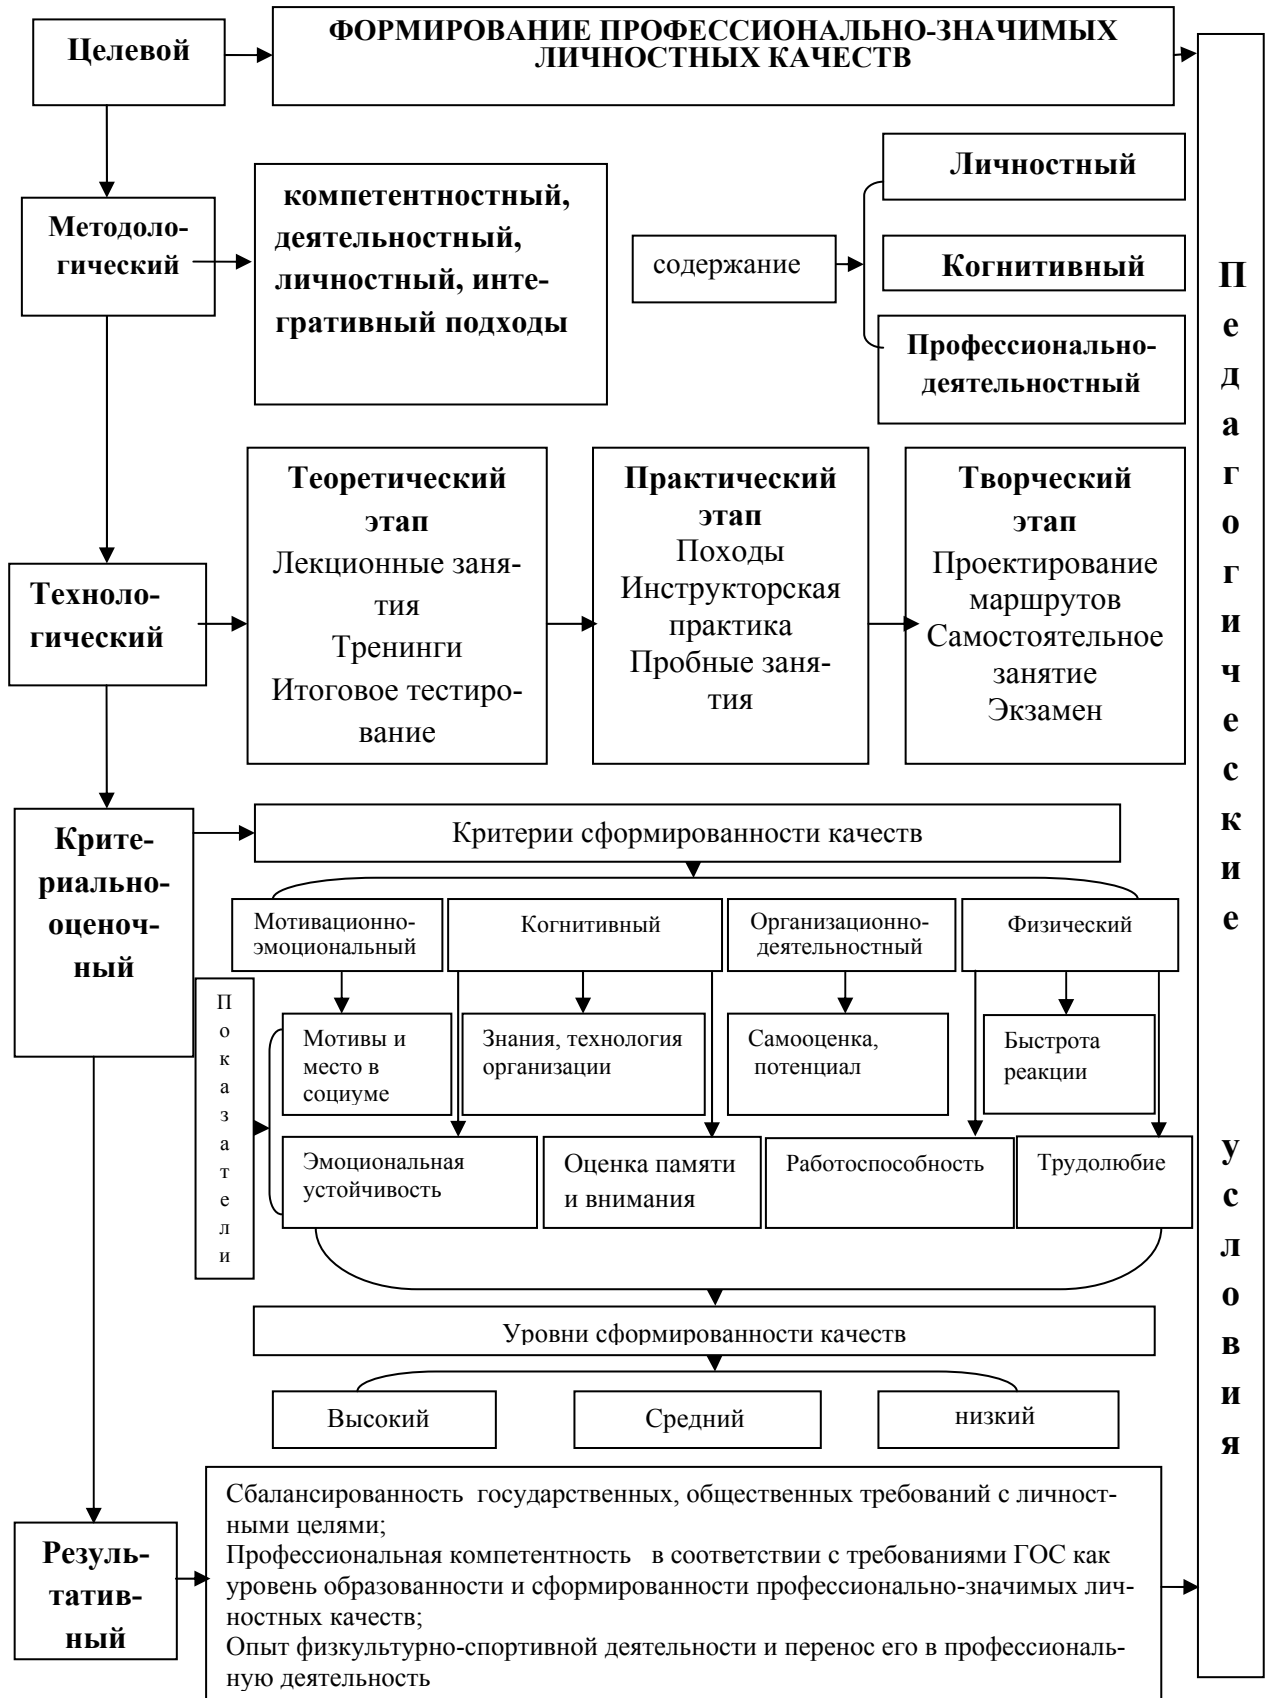 Целевой
ФОРМИРОВАНИЕ ПРОФЕССИОНАЛЬНО-ЗНАЧИМЫХ
ЛИЧНОСТНЫХ КАЧЕСТВ
Методоло-
гический
компетентностный,
деятельностный,
личностный, инте-
гративный подходы
содержание
Личностный
Когнитивный
Профессионально-
деятельностный
Техноло-
гический
Теоретический
этап
Лекционные заня-
тия
Тренинги
Итоговое тестиро-
вание
Практический
этап
Походы
Инструкторская
практика
Пробные заня-
тия
Творческий
этап
Проектирование
маршрутов
Самостоятельное
занятие
Экзамен
Крите-
риально-
оценоч-
ный
Критерии сформированности качеств
Мотивационно-
эмоциональный
Когнитивный
Организационно-
деятельностный
Физический
Показатели
Мотивы и
место в
социуме
Знания, технология
организации
Самооценка,
потенциал
Быстрота
реакции
Эмоциональная
устойчивость
Оценка памяти
и внимания
Работоспособность
Трудолюбие
Уровни сформированности качеств
Высокий
Средний
низкий
Резуль-
татив-
ный
Сбалансированность государственных, общественных требований с личност-
ными целями;
Профессиональная компетентность в соответствии с требованиями ГОС как
уровень образованности и сформированности профессионально-значимых лич-
ностных качеств;
Опыт физкультурно-спортивной деятельности и перенос его в профессиональ-
ную деятельность
Педагогические условия